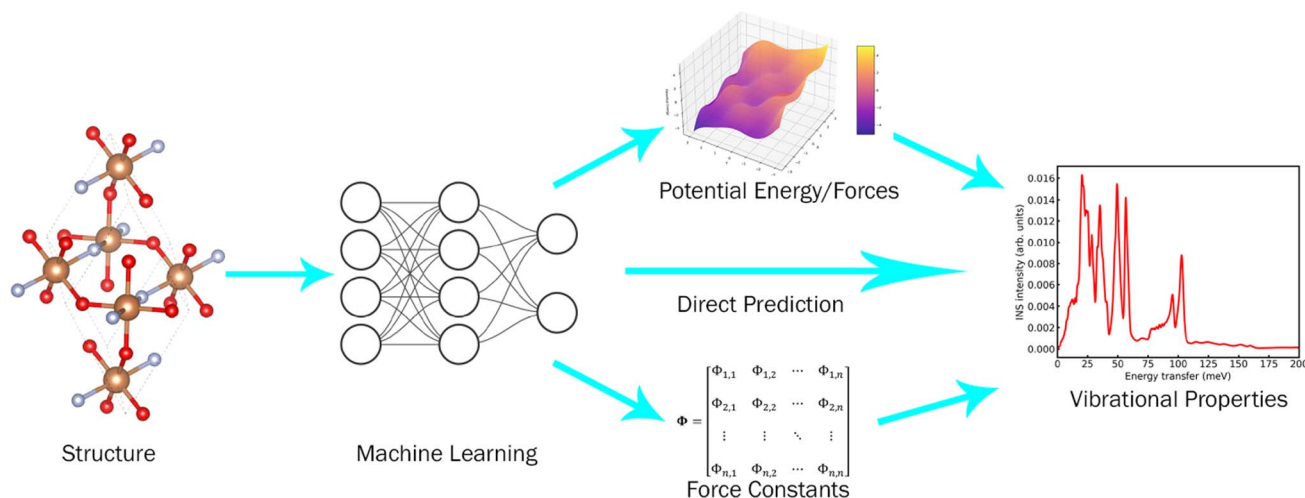 Potential Energy/Forces
Structure
Machine Learning
Direct Prediction
Φ =
Φ1,1 Φ1,2 ⋯ Φ1,n
Φ2,1 Φ2,2 ⋯ Φ2,n
⋮ ⋮ ⋱ ⋮
Φn,1 Φn,2 ⋯ Φn,n
Force Constants
INS intensity (arb. units)
0.016
0.014
0.012
0.010
0.008
0.006
0.004
0.002
0.000
0 25 50 75 100 125 150 175 200
Energy transfer (meV)
Vibrational Properties